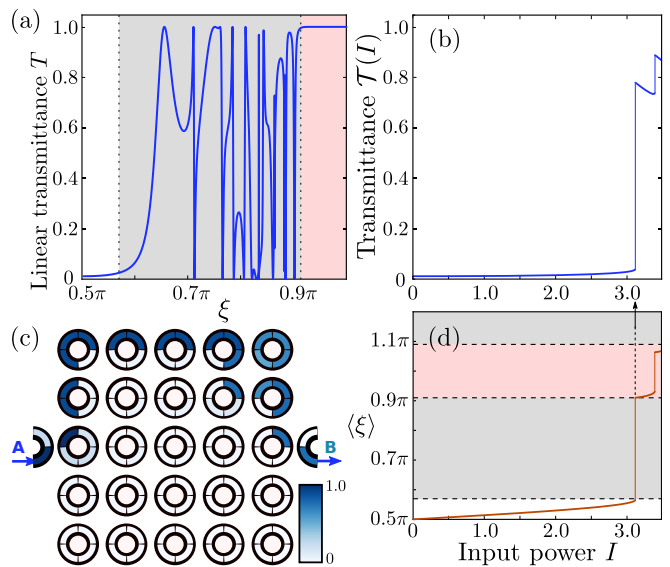 (a)
Linear transmittance T
1.0
0.8
0.6
0.4
0.2
0
0.5π
0.7π
0.9π
ξ
(b)
Transmittance 𝒯(I)
1.0
0.8
0.6
0.4
0.2
0
0
1.0
2.0
3.0
(c)
A
B
1.0
0
(d)
⟨ξ⟩
1.1π
0.9π
0.7π
0.5π
0
1.0
2.0
3.0
Input power I